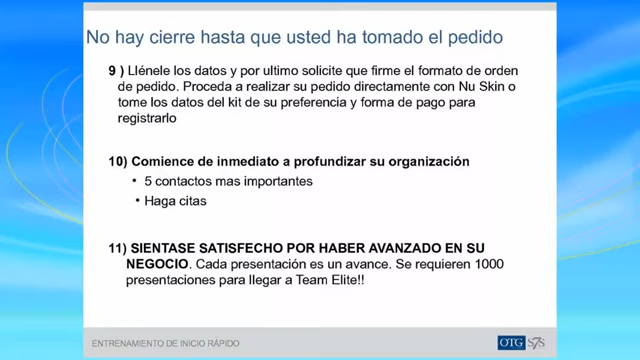 No hay cierre hasta que usted ha tomado el pedido
9 ) Llénele los datos y por ultimo solicite que firme el formato de orden
de pedido. Proceda a realizar su pedido directamente con Nu Skin o
tome los datos del kit de su preferencia y forma de pago para
registrarlo
10) Comience de inmediato a profundizar su organización
• 5 contactos mas importantes
• Haga citas
11) SIENTASE SATISFECHO POR HABER AVANZADO EN SU
NEGOCIO. Cada presentación es un avance. Se requieren 1000
presentaciones para llegar a Team Elite!!
ENTRENAMIENTO DE INICIO RÁPIDO
OTG S7S